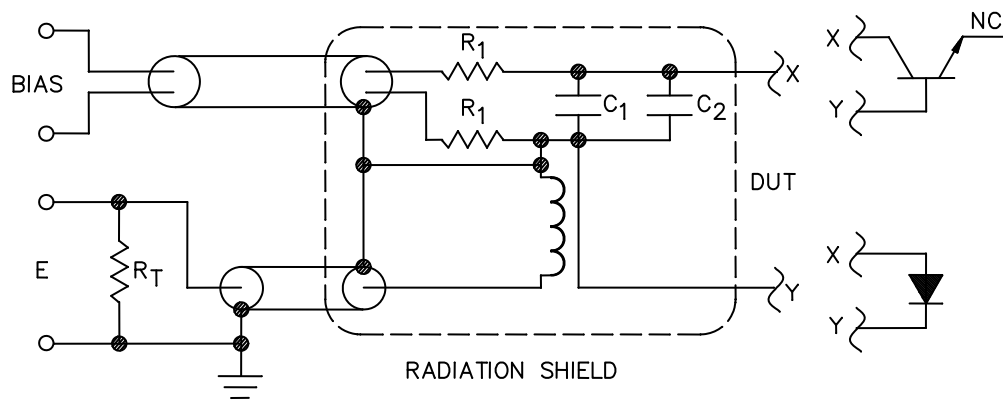 NC
R1
X
X
BIAS
R1
C1
C2
Y
DUT
E
RT
X
Y
Y
RADIATION SHIELD